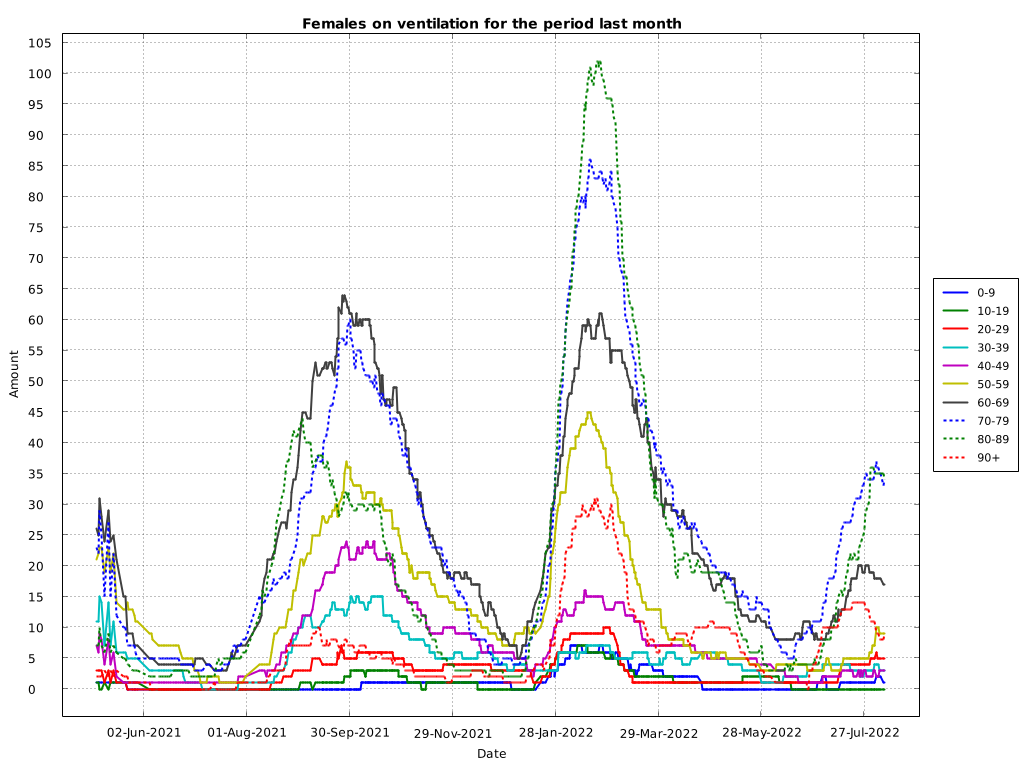 Females on ventilation for the period last month
105
100
95
90
85
80
75
70
65
60
55
50
45
40
35
30
25
20
15
10
5
0
Amount
02-Jun-2021
01-Aug-2021
30-Sep-2021
29-Nov-2021
28-Jan-2022
29-Mar-2022
28-May-2022
27-Jul-2022
Date
0-9
10-19
20-29
30-39
40-49
50-59
60-69
70-79
80-89
90+